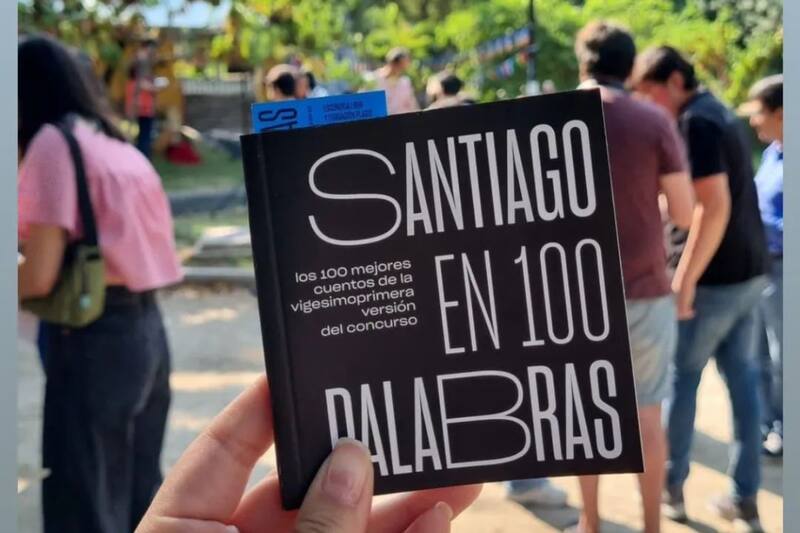 SANTIAGO
EN 100
PALABRAS
los 100 mejores
cuentos de la
vigesimoprimera
versión
del concurso